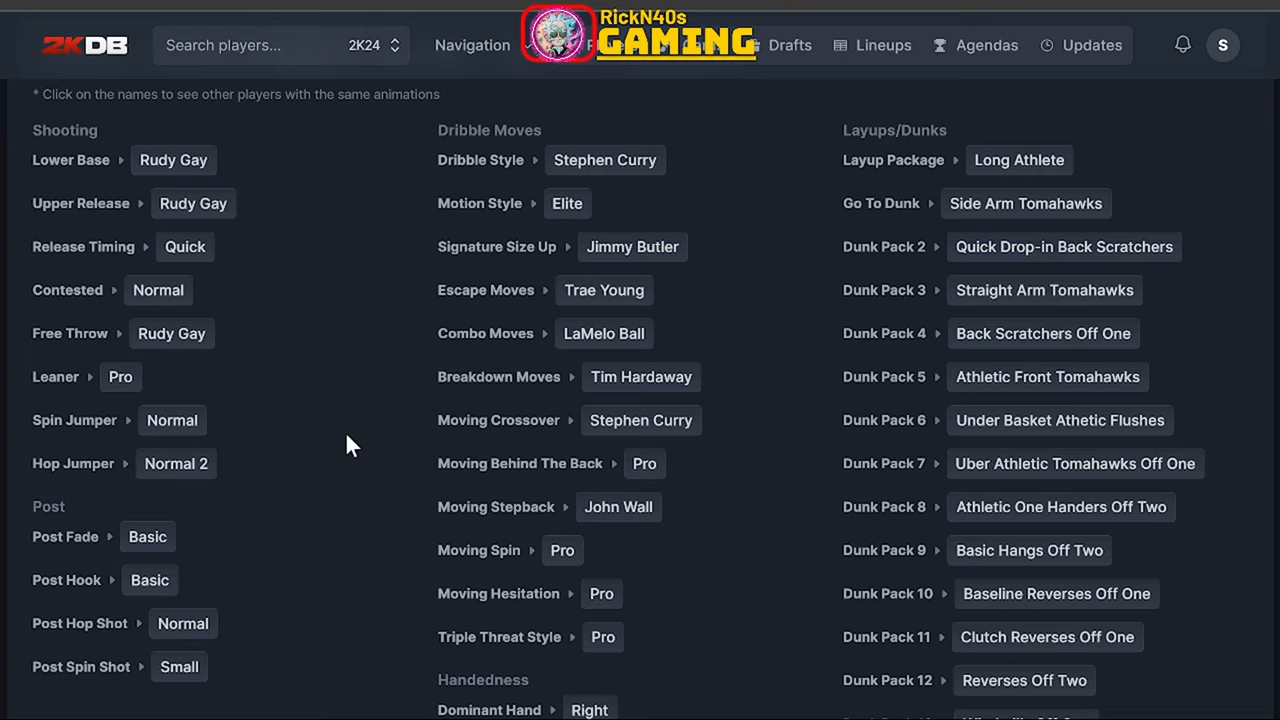 RickN40s
GAMING
2KDB
Search players...
2K24
Navigation
Drafts
Lineups
Agendas
Updates
S
* Click on the names to see other players with the same animations
Shooting
Lower Base Rudy Gay
Upper Release Rudy Gay
Release Timing Quick
Contested Normal
Free Throw Rudy Gay
Leaner Pro
Spin Jumper Normal
Hop Jumper Normal 2
Post
Post Fade Basic
Post Hook Basic
Post Hop Shot Normal
Post Spin Shot Small
Dribble Moves
Dribble Style Stephen Curry
Motion Style Elite
Signature Size Up Jimmy Butler
Escape Moves Trae Young
Combo Moves LaMelo Ball
Breakdown Moves Tim Hardaway
Moving Crossover Stephen Curry
Moving Behind The Back Pro
Moving Stepback John Wall
Moving Spin Pro
Moving Hesitation Pro
Triple Threat Style Pro
Handedness
Dominant Hand Right
Layups/Dunks
Layup Package Long Athlete
Go To Dunk Side Arm Tomahawks
Dunk Pack 2 Quick Drop-in Back Scratchers
Dunk Pack 3 Straight Arm Tomahawks
Dunk Pack 4 Back Scratchers Off One
Dunk Pack 5 Athletic Front Tomahawks
Dunk Pack 6 Under Basket Athetic Flushes
Dunk Pack 7 Uber Athletic Tomahawks Off One
Dunk Pack 8 Athletic One Handers Off Two
Dunk Pack 9 Basic Hangs Off Two
Dunk Pack 10 Baseline Reverses Off One
Dunk Pack 11 Clutch Reverses Off One
Dunk Pack 12 Reverses Off Two